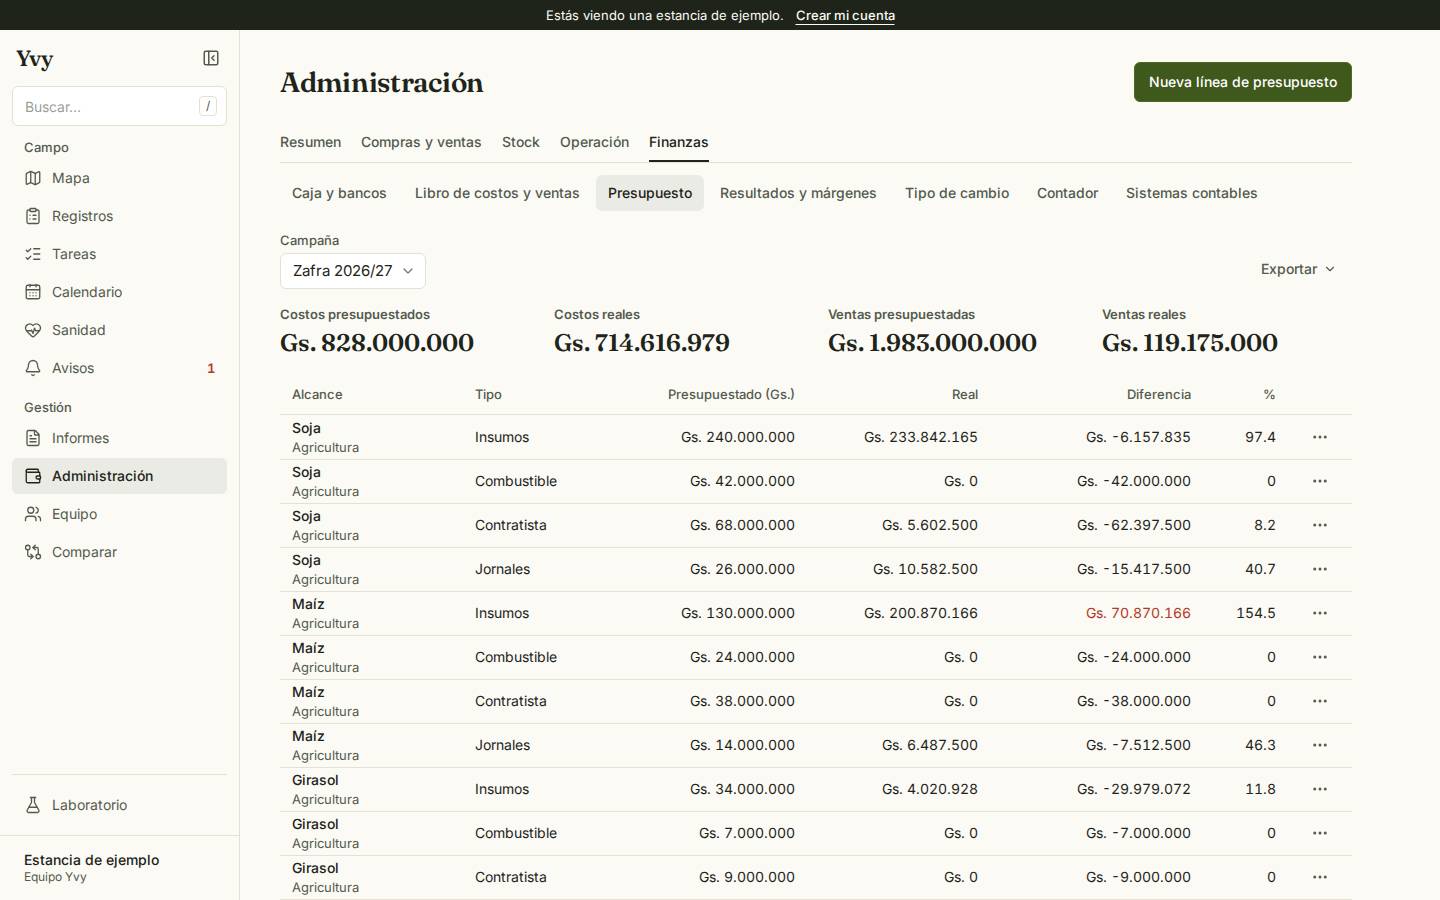 Estás viendo una estancia de ejemplo. Crear mi cuenta
Yvy
Buscar... /
Campo
Mapa
Registros
Tareas
Calendario
Sanidad
Avisos 1
Gestión
Informes
Administración
Equipo
Comparar
Laboratorio
Estancia de ejemplo
Equipo Yvy
Administración
Nueva línea de presupuesto
Resumen Compras y ventas Stock Operación Finanzas
Caja y bancos Libro de costos y ventas Presupuesto Resultados y márgenes Tipo de cambio Contador Sistemas contables
Campaña
Zafra 2026/27
Exportar
Costos presupuestados Costos reales Ventas presupuestadas Ventas reales
Gs. 828.000.000 Gs. 714.616.979 Gs. 1.983.000.000 Gs. 119.175.000
Alcance Tipo Presupuestado (Gs.) Real Diferencia %
Soja
Agricultura
Insumos Gs. 240.000.000 Gs. 233.842.165 Gs. -6.157.835 97.4
Soja
Agricultura
Combustible Gs. 42.000.000 Gs. 0 Gs. -42.000.000 0
Soja
Agricultura
Contratista Gs. 68.000.000 Gs. 5.602.500 Gs. -62.397.500 8.2
Soja
Agricultura
Jornales Gs. 26.000.000 Gs. 10.582.500 Gs. -15.417.500 40.7
Maíz
Agricultura
Insumos Gs. 130.000.000 Gs. 200.870.166 Gs. 70.870.166 154.5
Maíz
Agricultura
Combustible Gs. 24.000.000 Gs. 0 Gs. -24.000.000 0
Maíz
Agricultura
Contratista Gs. 38.000.000 Gs. 0 Gs. -38.000.000 0
Maíz
Agricultura
Jornales Gs. 14.000.000 Gs. 6.487.500 Gs. -7.512.500 46.3
Girasol
Agricultura
Insumos Gs. 34.000.000 Gs. 4.020.928 Gs. -29.979.072 11.8
Girasol
Agricultura
Combustible Gs. 7.000.000 Gs. 0 Gs. -7.000.000 0
Girasol
Agricultura
Contratista Gs. 9.000.000 Gs. 0 Gs. -9.000.000 0